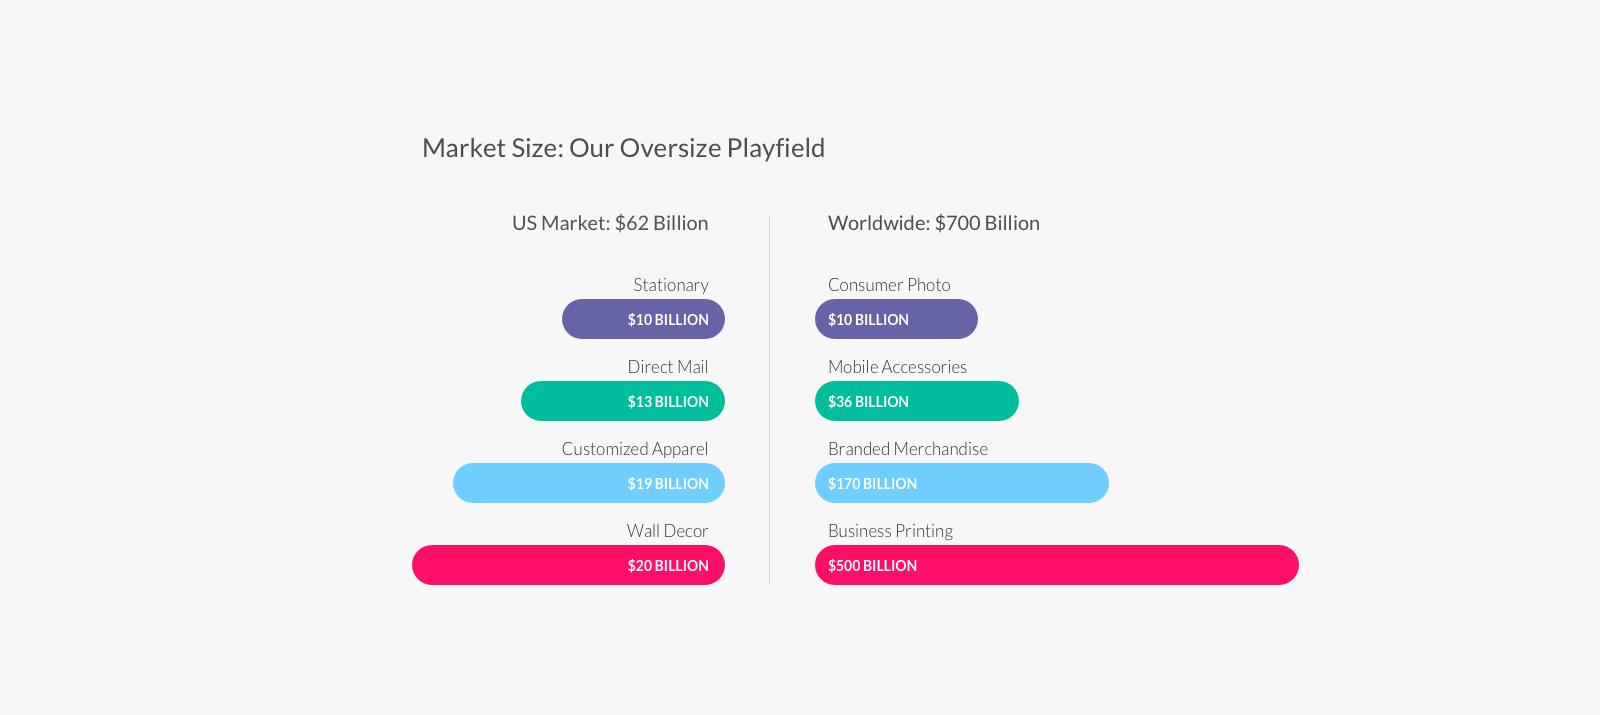 Market Size: Our Oversize Playfield
US Market: $62 Billion
Stationary
$10 BILLION
Direct Mail
$13 BILLION
Customized Apparel
$19 BILLION
Wall Decor
$20 BILLION
Worldwide: $700 Billion
Consumer Photo
$10 BILLION
Mobile Accessories
$36 BILLION
Branded Merchandise
$170 BILLION
Business Printing
$500 BILLION